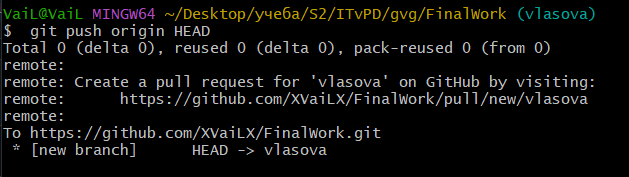 VaiL@VaiL MINGW64 ~/Desktop/учеба/S2/ITvPD/gvg/FinalWork (vlasova)
$  git push origin HEAD
Total 0 (delta 0), reused 0 (delta 0), pack-reused 0 (from 0)
remote:
remote: Create a pull request for 'vlasova' on GitHub by visiting:
remote:      https://github.com/XVaiLX/FinalWork/pull/new/vlasova
remote:
To https://github.com/XVaiLX/FinalWork.git
 * [new branch]      HEAD -> vlasova